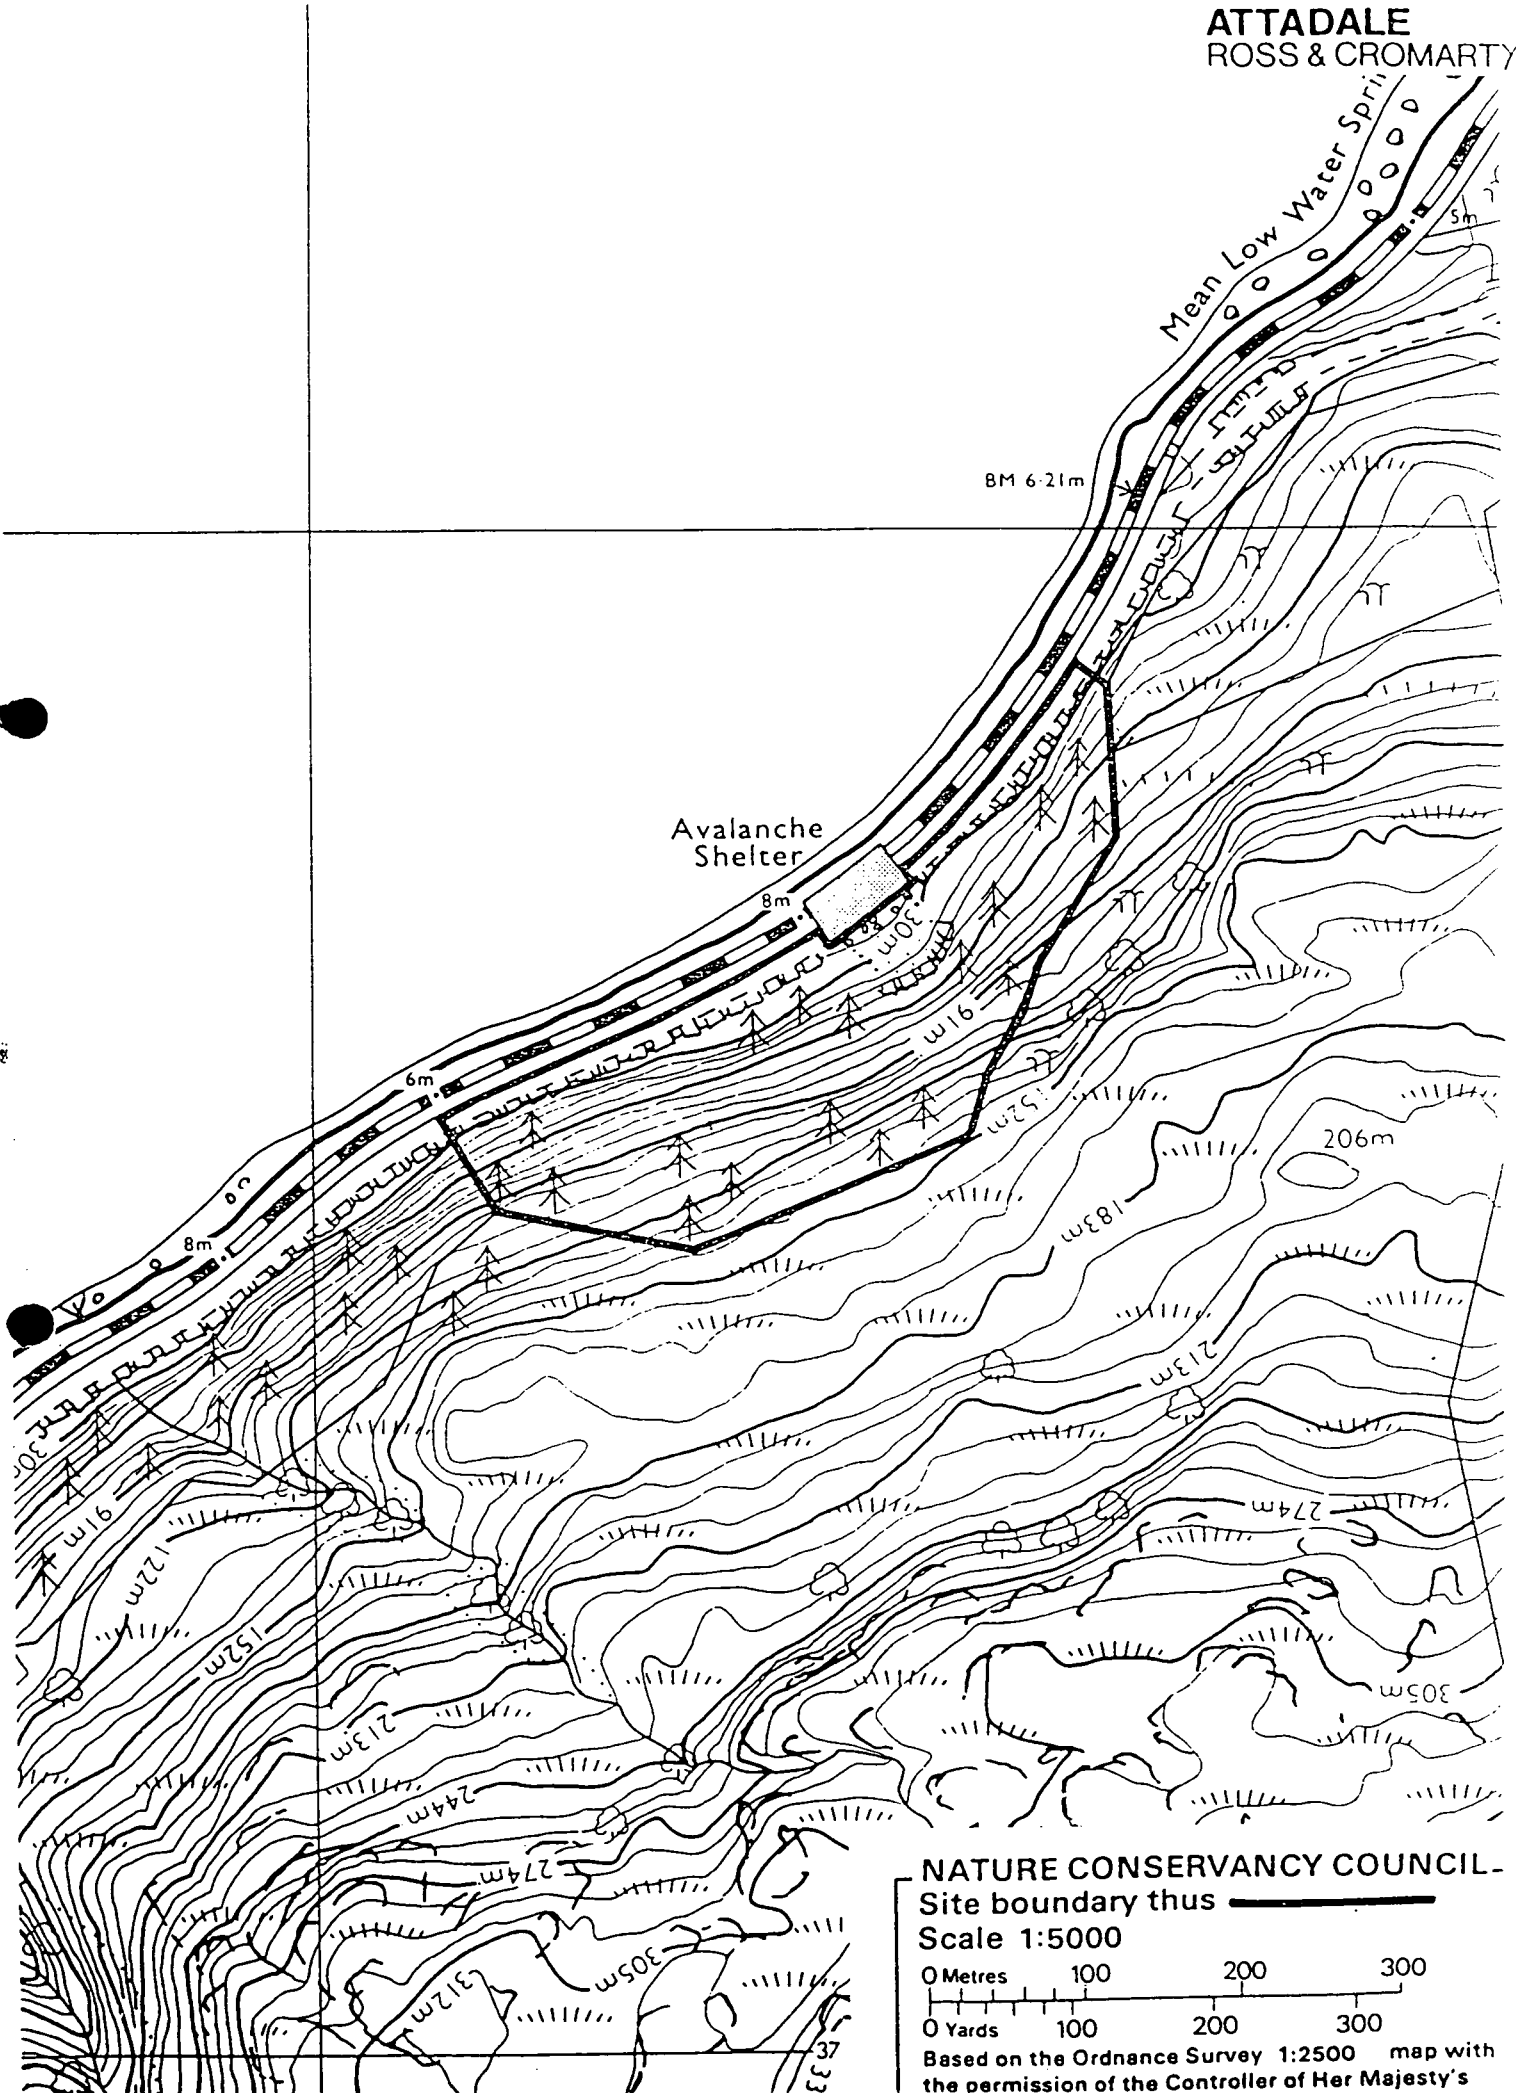 ATTADALE
ROSS & CROMARTY
Mean Low Water Sprin
5m
BM 6·21m
Avalanche
Shelter
8m
30m
91m
6m
152m
206m
183m
8m
213m
30m
91m
274m
122m
152m
305m
213m
244m
274m
305m
312m
37
NATURE CONSERVANCY COUNCIL
Site boundary thus
Scale 1:5000
0 Metres 100 200 300
0 Yards 100 200 300
Based on the Ordnance Survey 1:2500 map with
the permission of the Controller of Her Majesty's